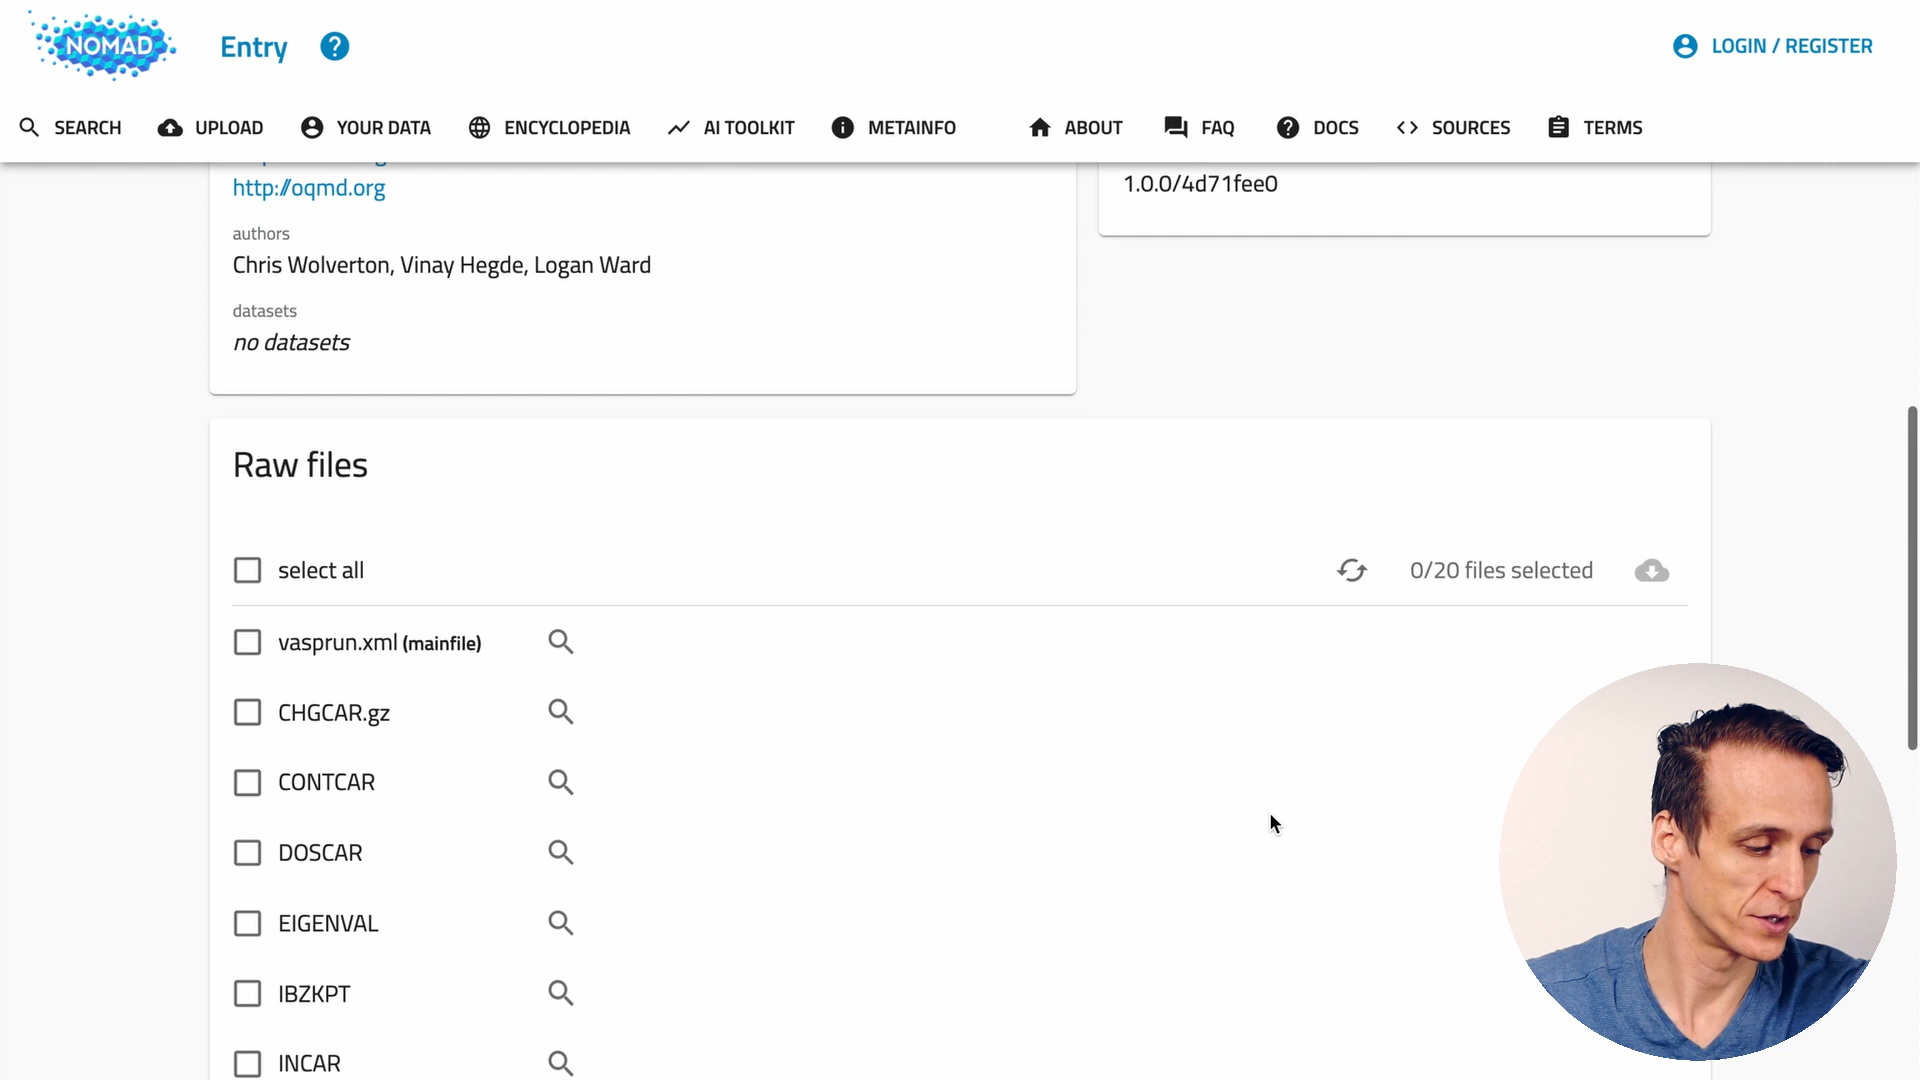 NOMAD
Entry
LOGIN / REGISTER
SEARCH UPLOAD YOUR DATA ENCYCLOPEDIA AI TOOLKIT METAINFO ABOUT FAQ DOCS SOURCES TERMS
http://oqmd.org
1.0.0/4d71fee0
authors
Chris Wolverton, Vinay Hegde, Logan Ward
datasets
no datasets
Raw files
select all
0/20 files selected
vasprun.xml (mainfile)
CHGCAR.gz
CONTCAR
DOSCAR
EIGENVAL
IBZKPT
INCAR